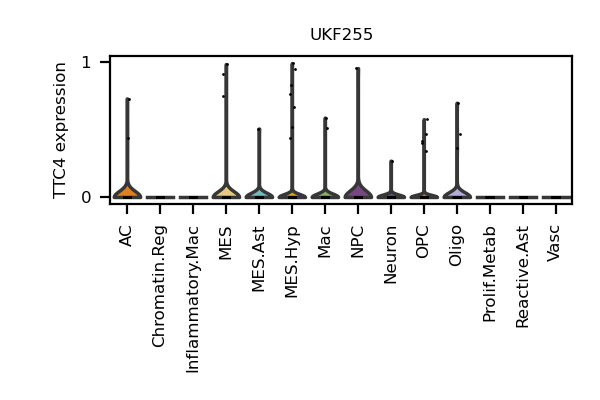 UKF255
TTC4 expression
1
0
AC
Chromatin.Reg
Inflammatory.Mac
MES
MES.Ast
MES.Hyp
Mac
NPC
Neuron
OPC
Oligo
Prolif.Metab
Reactive.Ast
Vasc